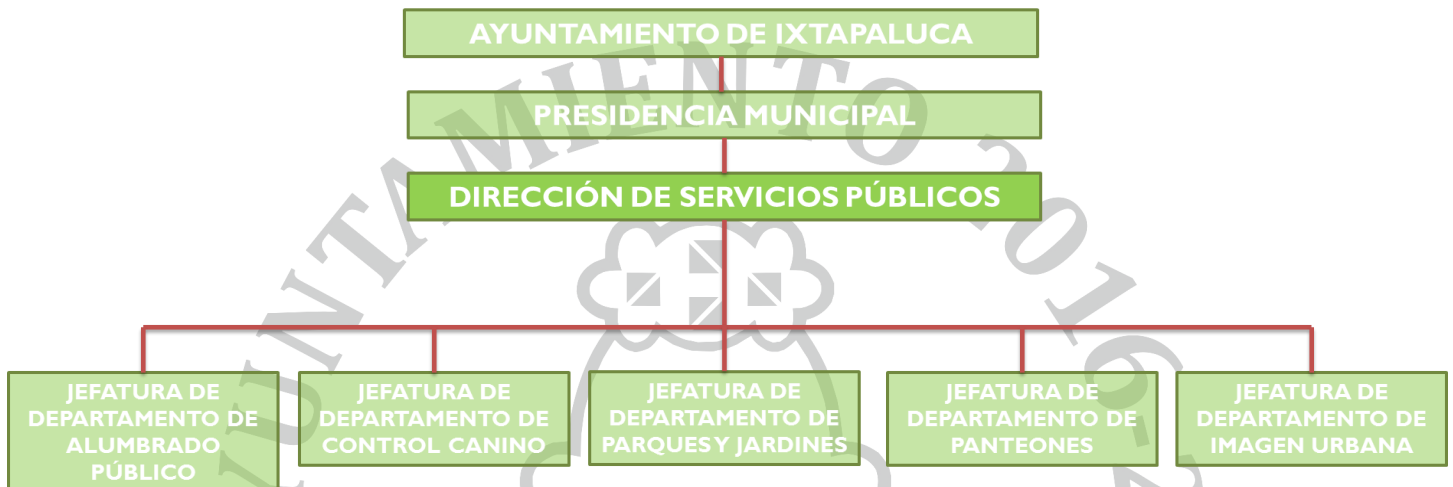 AYUNTAMIENTO DE IXTAPALUCA
PRESIDENCIA MUNICIPAL
DIRECCIÓN DE SERVICIOS PÚBLICOS
JEFATURA DE
DEPARTAMENTO DE
ALUMBRADO
PÚBLICO
JEFATURA DE
DEPARTAMENTO DE
CONTROL CANINO
JEFATURA DE
DEPARTAMENTO DE
PARQUES Y JARDINES
JEFATURA DE
DEPARTAMENTO DE
PANTEONES
JEFATURA DE
DEPARTAMENTO DE
IMAGEN URBANA